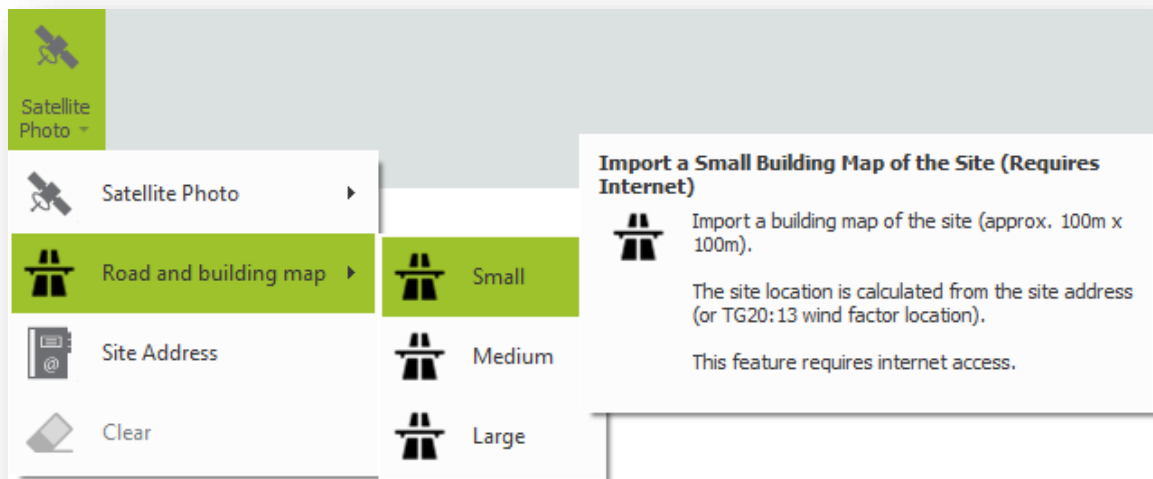 Satellite
Photo
Satellite Photo
Road and building map
Site Address
@
Clear
Small
Medium
Large
Import a Small Building Map of the Site (Requires
Internet)
Import a building map of the site (approx. 100m x
100m).
The site location is calculated from the site address
(or TG20:13 wind factor location).
This feature requires internet access.